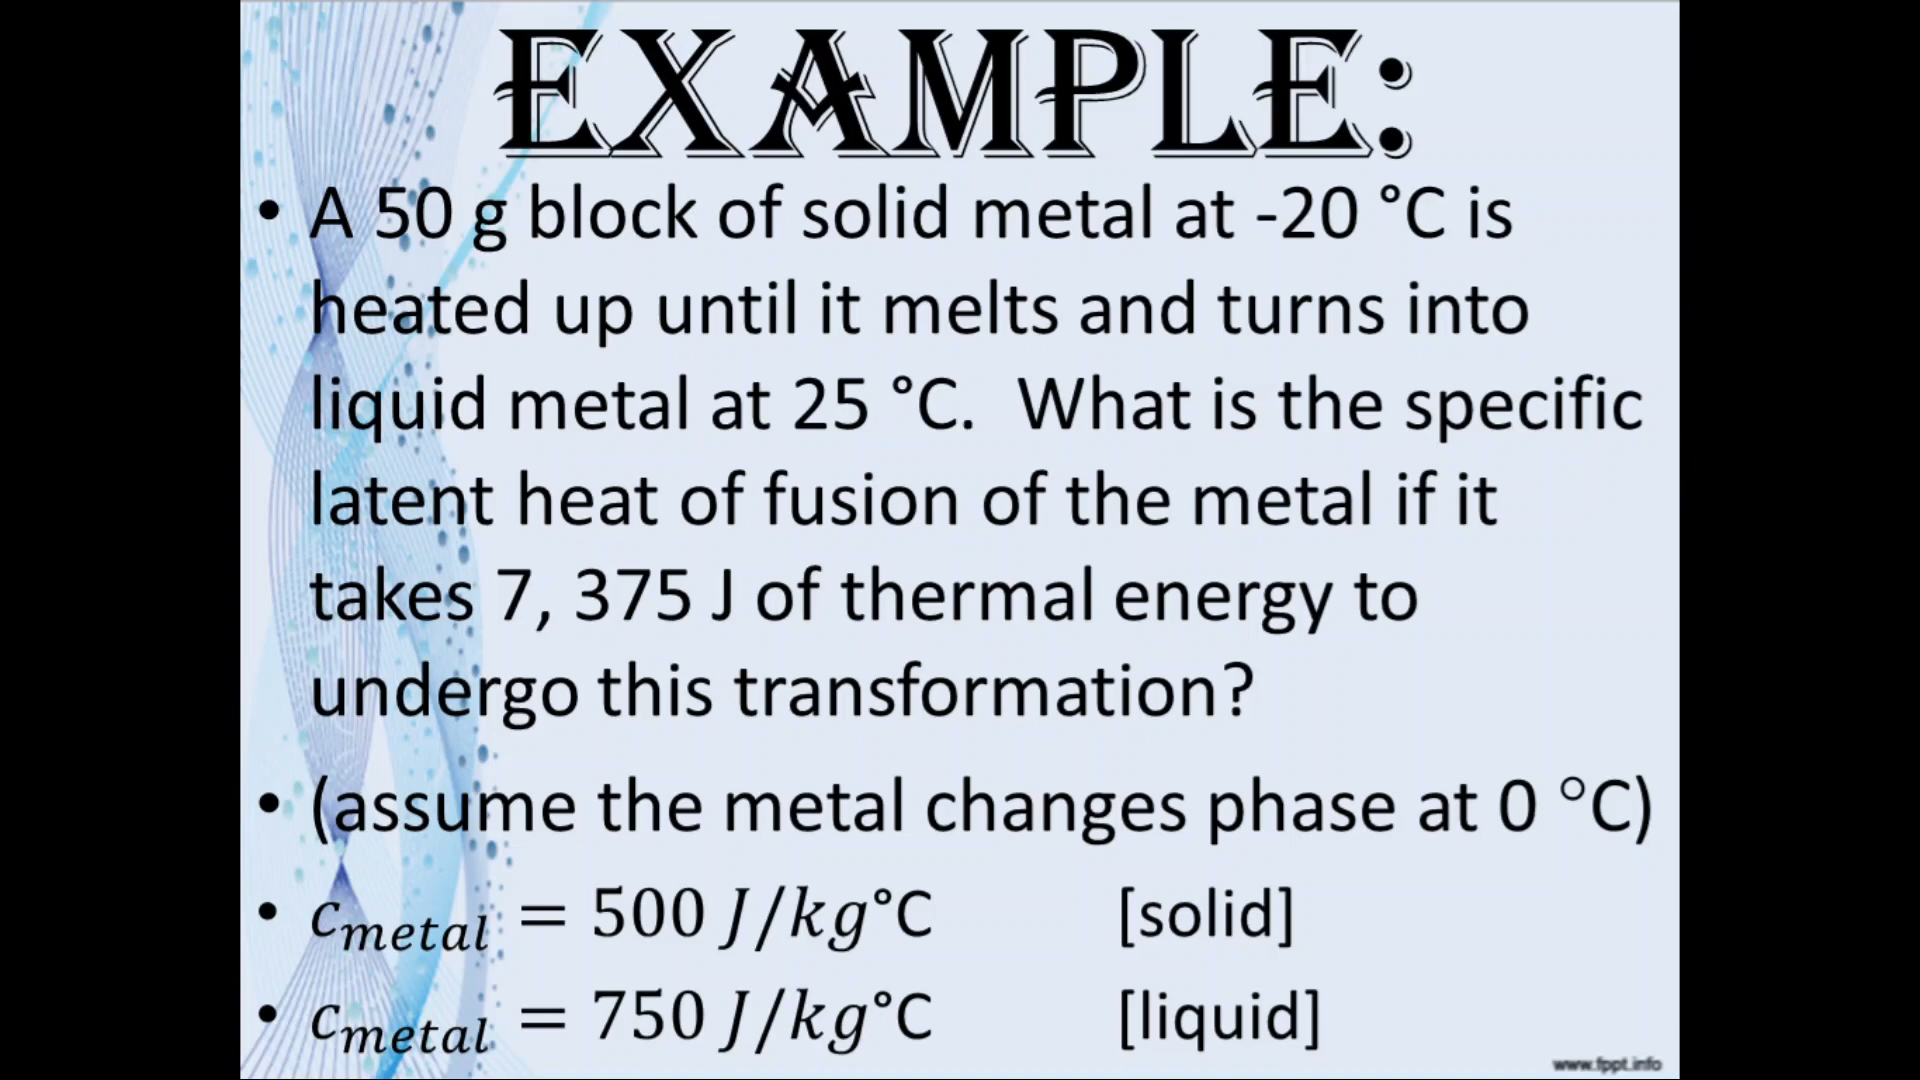 EXAMPLE:
• A 50 g block of solid metal at -20 °C is
heated up until it melts and turns into
liquid metal at 25 °C.  What is the specific
latent heat of fusion of the metal if it
takes 7, 375 J of thermal energy to
undergo this transformation?
• (assume the metal changes phase at 0 °C)
• c_metal = 500 J/kg°C [solid]
• c_metal = 750 J/kg°C [liquid]
www.fppt.info